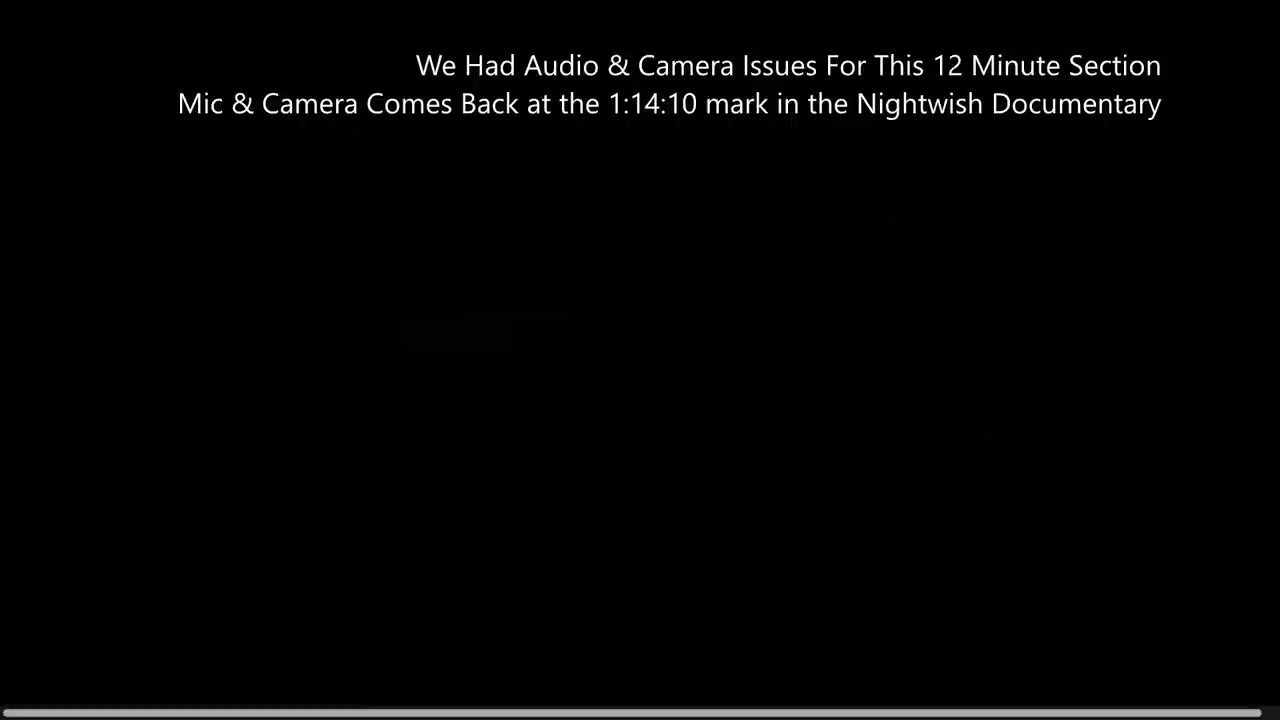 We Had Audio & Camera Issues For This 12 Minute Section
Mic & Camera Comes Back at the 1:14:10 mark in the Nightwish Documentary